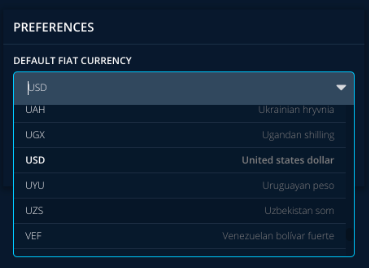 PREFERENCES
DEFAULT FIAT CURRENCY
USD
UAH Ukrainian hryvnia
UGX Ugandan shilling
USD United states dollar
UYU Uruguayan peso
UZS Uzbekistan som
VEF Venezuelan bolívar fuerte